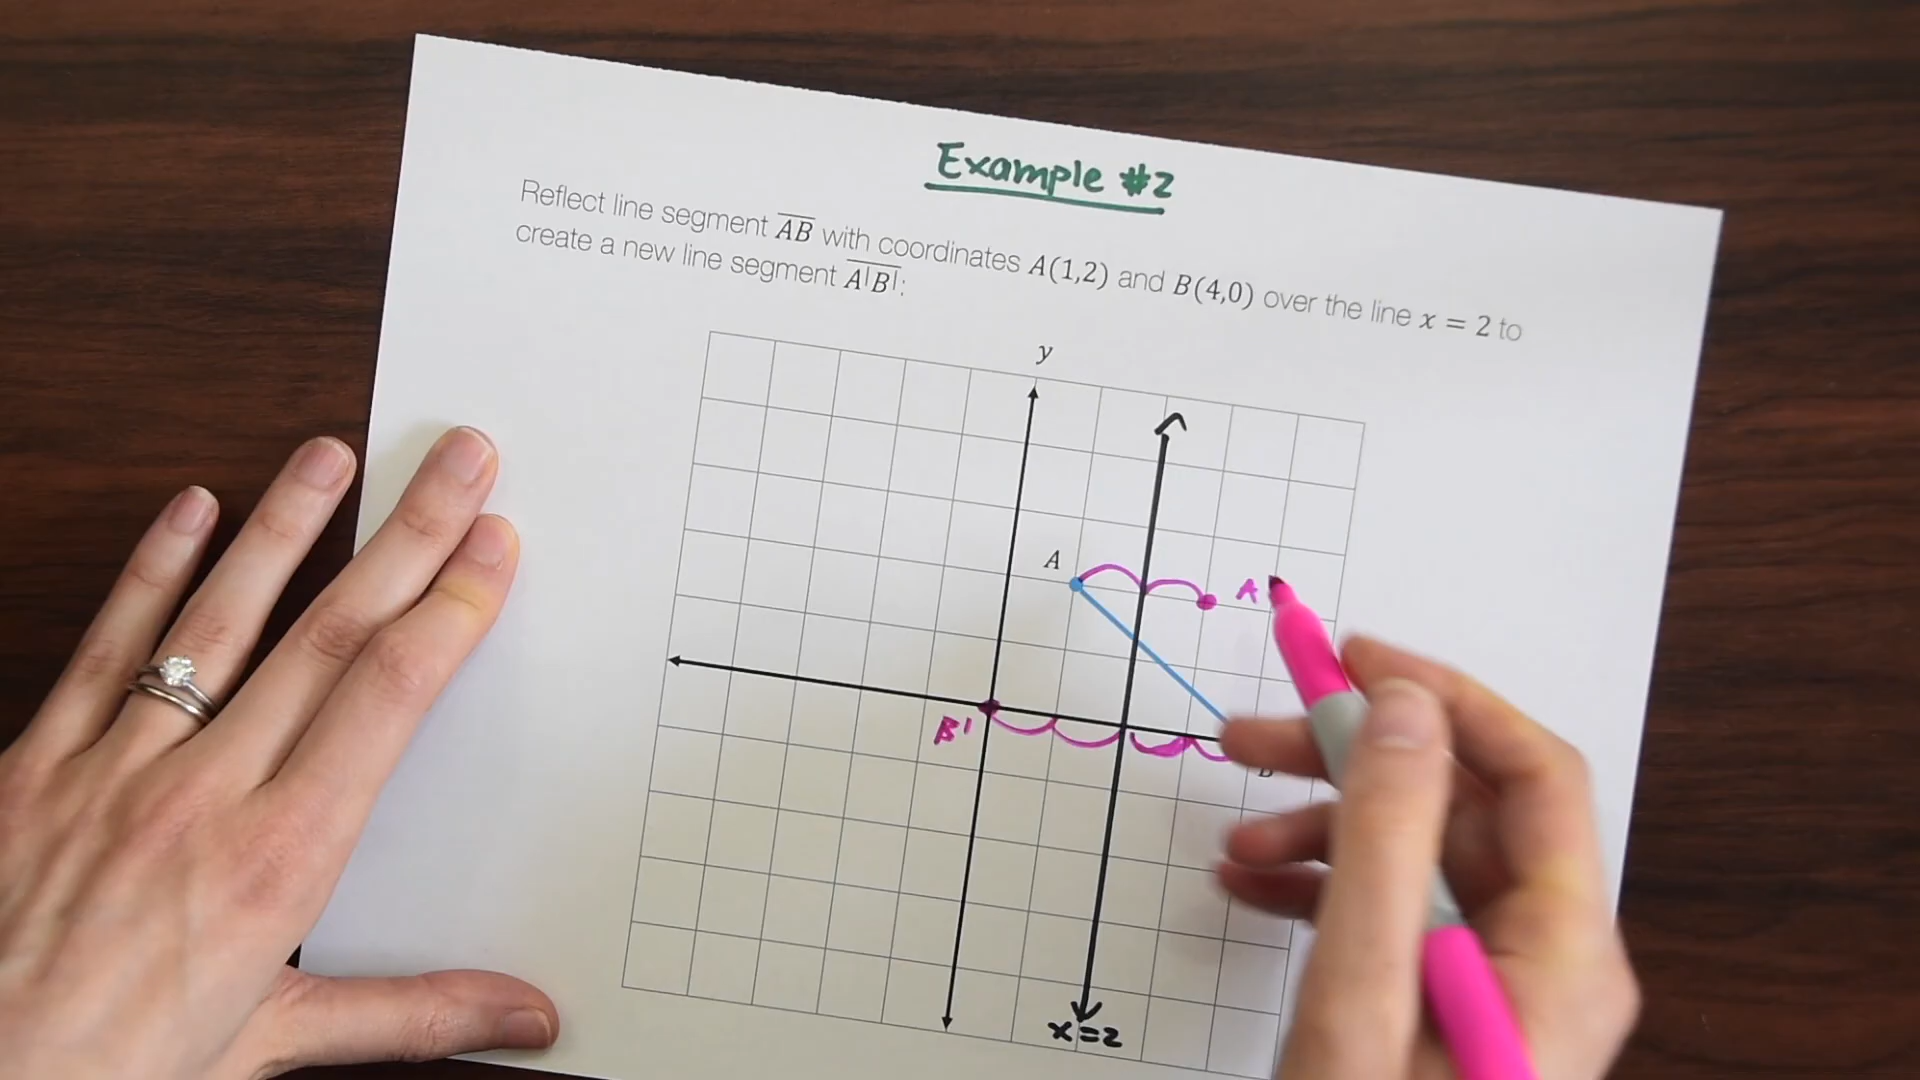 Example #2
Reflect line segment AB with coordinates A(1,2) and B(4,0) over the line x = 2 to
create a new line segment A|B|:
y
A
A
B'
B
x=2